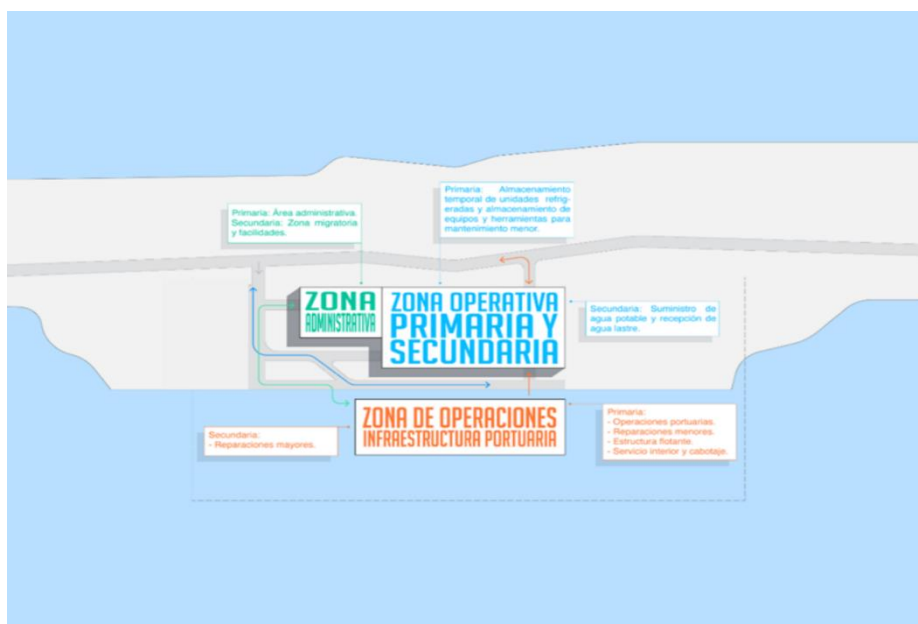 Primaria: Almacenamiento
temporal de unidades refrig-
eradas y almacenamiento de
equipos y herramientas para
mantenimiento menor.
Primaria: Área administrativa.
Secundaria: Zona migratoria
y facilidades.
ZONA
ADMINISTRATIVA
ZONA OPERATIVA
PRIMARIA Y
SECUNDARIA
Secundaria: Suministro de
agua potable y recepción de
agua lastre.
ZONA DE OPERACIONES
INFRAESTRUCTURA PORTUARIA
Secundaria:
- Reparaciones mayores.
Primaria:
- Operaciones portuarias.
- Reparaciones menores.
- Estructura flotante.
- Servicio interior y cabotaje.